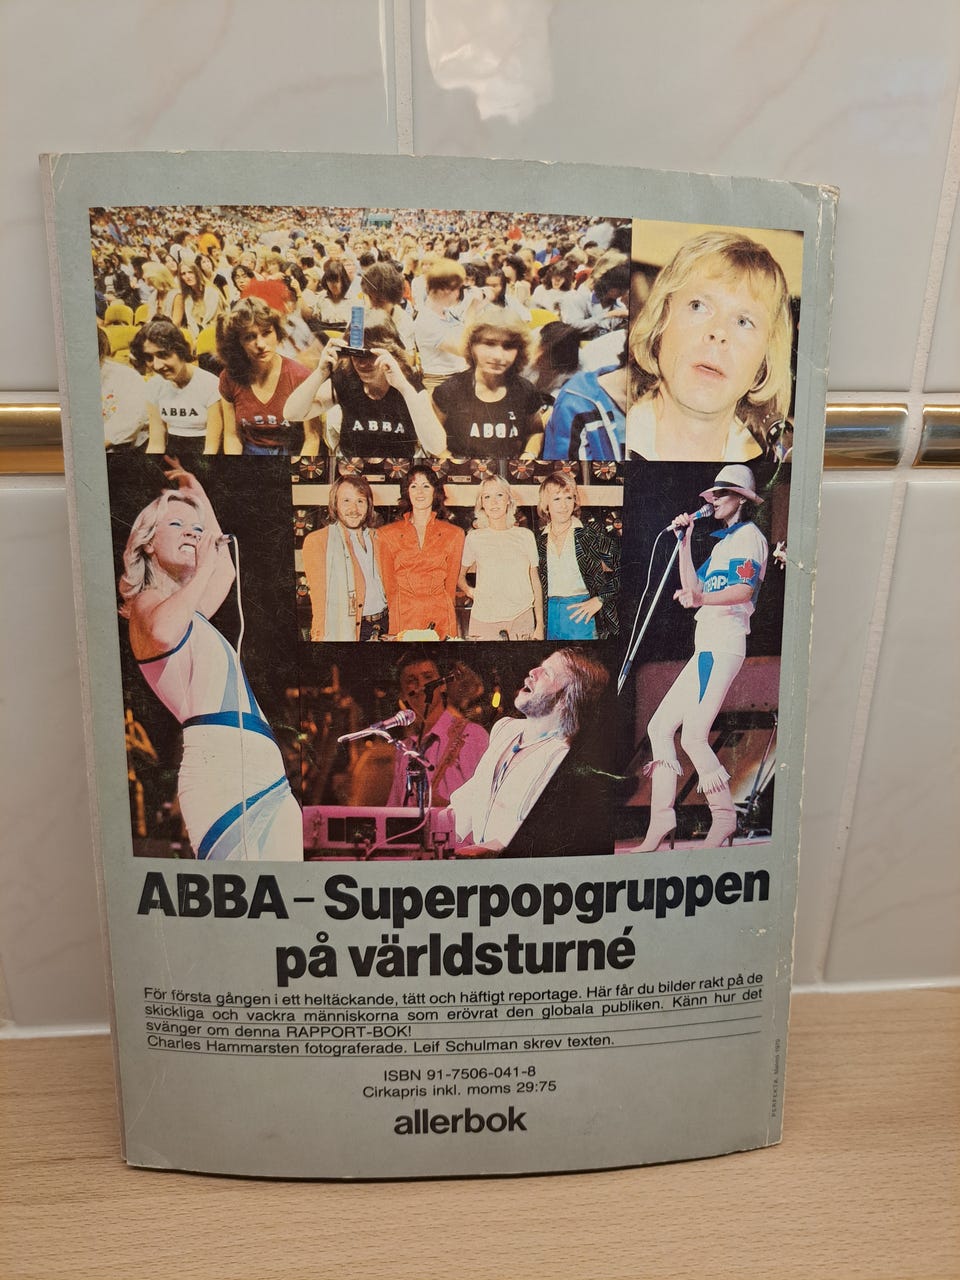 ABBA
ABBA
ABBA
ABBA
ABBA – Superpopgruppen
på världsturné
För första gången i ett heltäckande, tätt och häftigt reportage. Här får du bilder rakt på de
skickliga och vackra människorna som erövrat den globala publiken. Känn hur det
svänger om denna RAPPORT-BOK!
Charles Hammarsten fotograferade. Leif Schulman skrev texten.
ISBN 91-7506-041-8
Cirkapris inkl. moms 29:75
allerbok